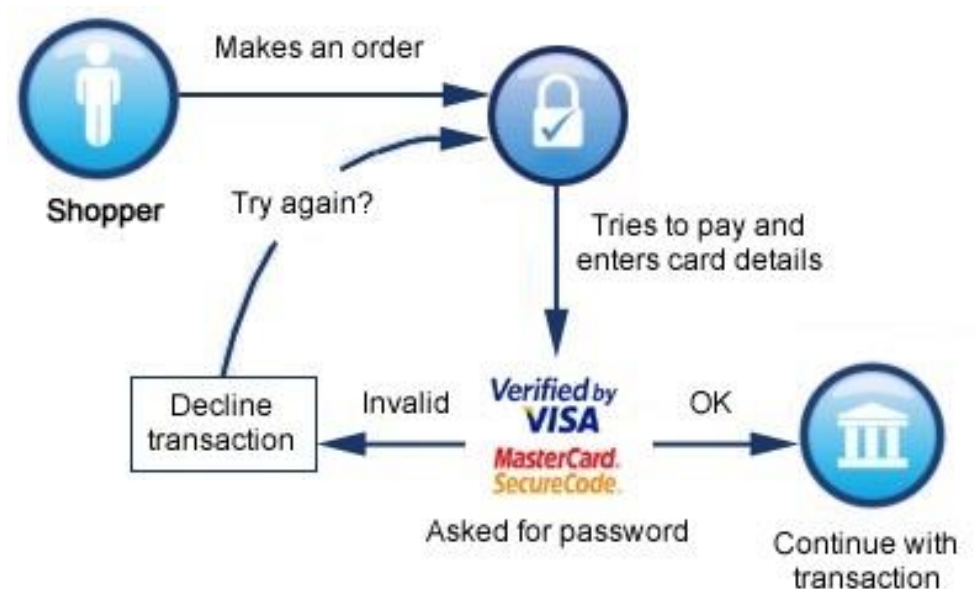 Makes an order
Shopper
Try again?
Tries to pay and
enters card details
Decline
transaction
Invalid
Verified by
VISA
MasterCard.
SecureCode.
OK
Asked for password
Continue with
transaction